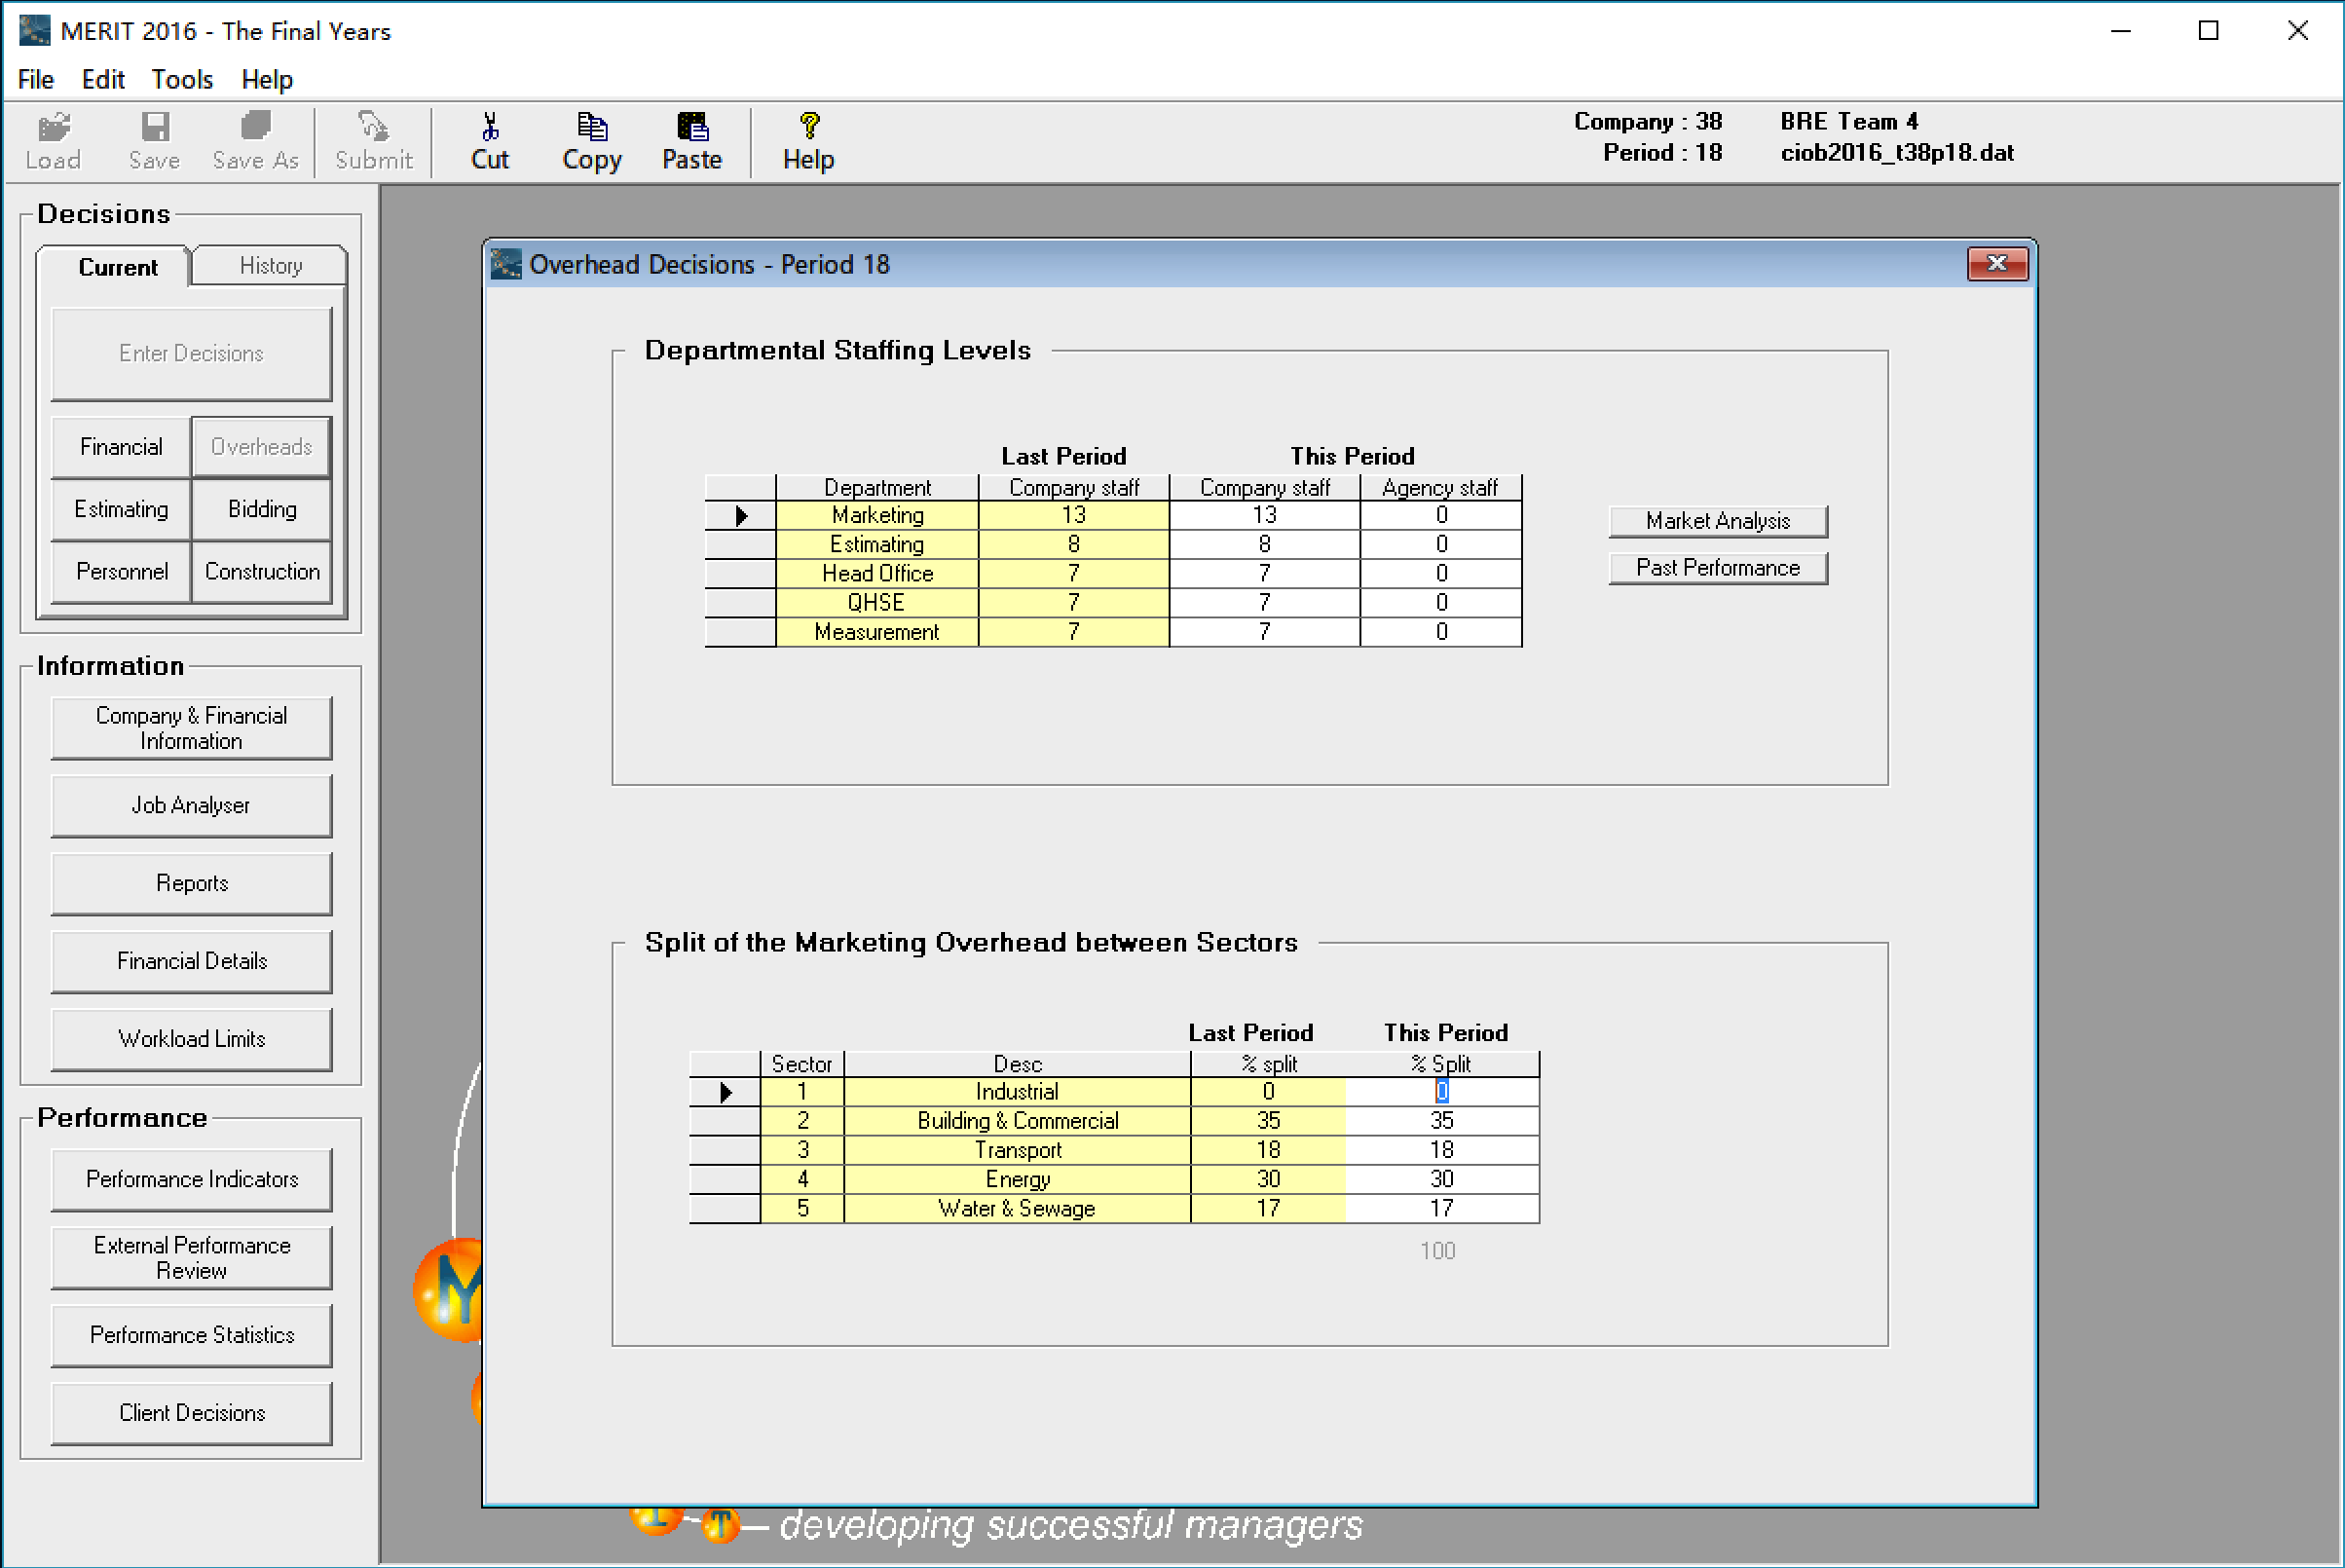 MERIT 2016 - The Final Years
File Edit Tools Help
Load Save Save As Submit Cut Copy Paste Help
Company : 38 BRE Team 4
Period : 18 ciob2016_t38p18.dat
Decisions
Current History
Enter Decisions
Financial Overheads
Estimating Bidding
Personnel Construction
Information
Company & Financial
Information
Job Analyser
Reports
Financial Details
Workload Limits
Performance
Performance Indicators
External Performance
Review
Performance Statistics
Client Decisions
Overhead Decisions - Period 18
Departmental Staffing Levels
Last Period This Period
Department Company staff Company staff Agency staff
Marketing 13 13 0
Estimating 8 8 0
Head Office 7 7 0
QHSE 7 7 0
Measurement 7 7 0
Market Analysis
Past Performance
Split of the Marketing Overhead between Sectors
Last Period This Period
Sector Desc % split % Split
1 Industrial 0 0
2 Building & Commercial 35 35
3 Transport 18 18
4 Energy 30 30
5 Water & Sewage 17 17
100
M
I T developing successful managers